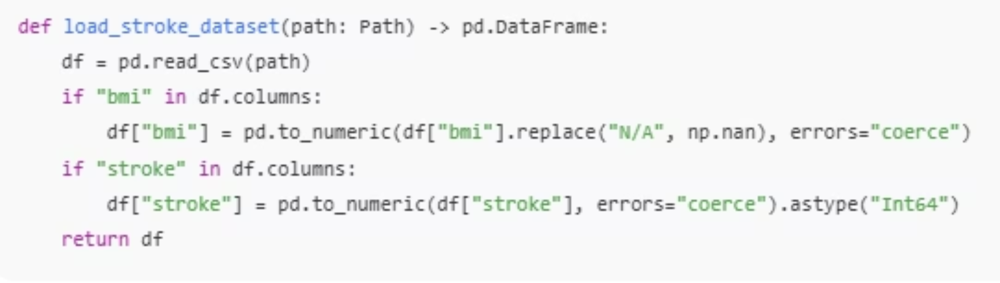 def load_stroke_dataset(path: Path) -> pd.DataFrame:
    df = pd.read_csv(path)
    if "bmi" in df.columns:
        df["bmi"] = pd.to_numeric(df["bmi"].replace("N/A", np.nan), errors="coerce")
    if "stroke" in df.columns:
        df["stroke"] = pd.to_numeric(df["stroke"], errors="coerce").astype("Int64")
    return df